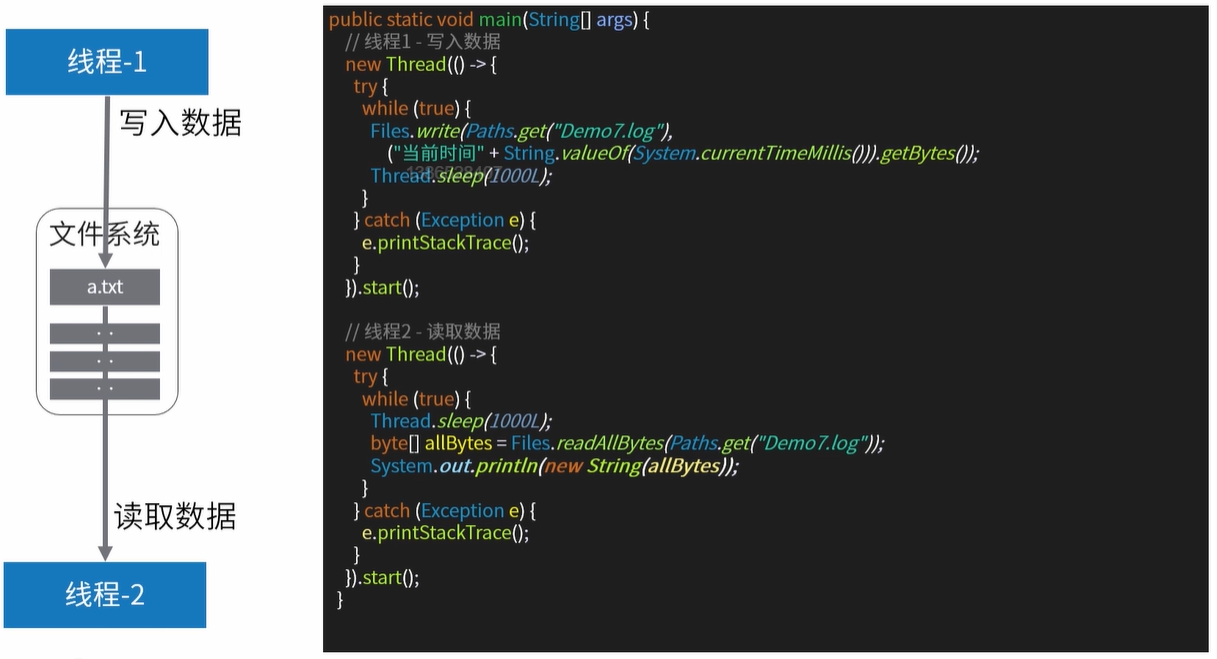 线程-1
写入数据
文件系统
a.txt
读取数据
线程-2
public static void main(String[] args) {
// 线程1 - 写入数据
new Thread(() -> {
try {
while (true) {
Files.write(Paths.get("Demo7.log"),
("当前时间" + String.valueOf(System.currentTimeMillis())).getBytes());
Thread.sleep(1000L);
}
} catch (Exception e) {
e.printStackTrace();
}
}).start();
// 线程2 - 读取数据
new Thread(() -> {
try {
while (true) {
Thread.sleep(1000L);
byte[] allBytes = Files.readAllBytes(Paths.get("Demo7.log"));
System.out.println(new String(allBytes));
}
} catch (Exception e) {
e.printStackTrace();
}
}).start();
}